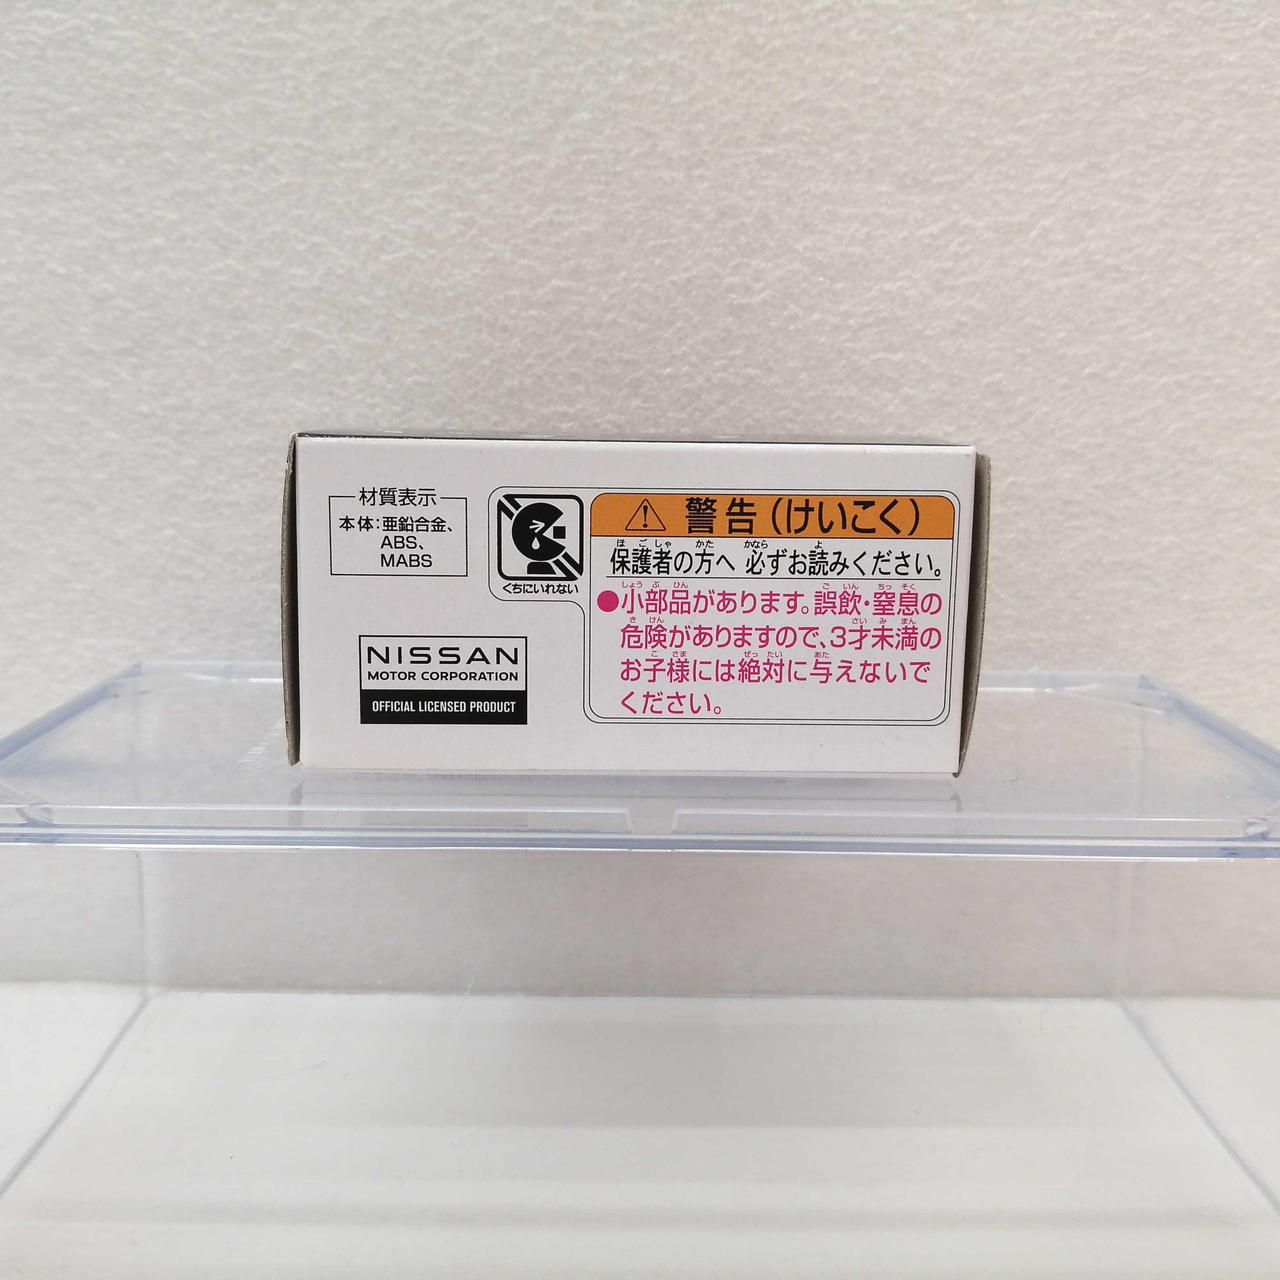 材質表示
本体:亜鉛合金、
ABS、
MABS
NISSAN
MOTOR CORPORATION
OFFICIAL LICENSED PRODUCT
くちにいれない
⚠ 警告(けいこく)
ほごしゃ かた かなら よ
保護者の方へ 必ずお読みください。
しょうぶひん ごいん ちっそく
●小部品があります。誤飲・窒息の
きけん さいみまん
危険がありますので、3才未満の
こさま ぜったい あた
お子様には絶対に与えないで
ください。